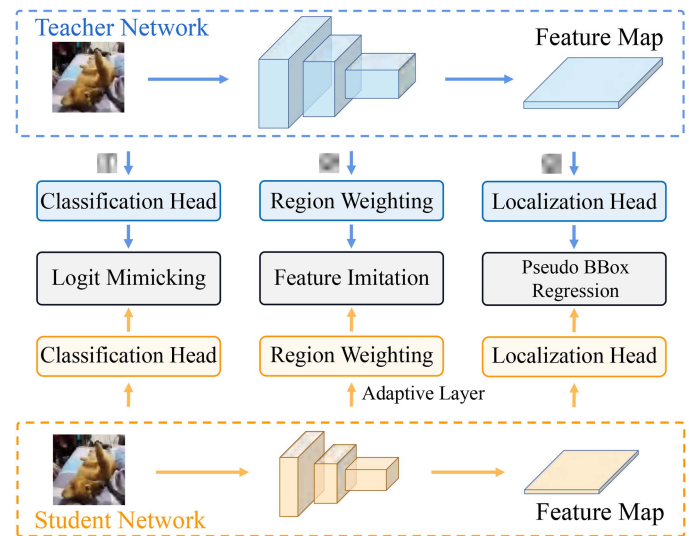 Teacher Network
Feature Map
Classification Head
Region Weighting
Localization Head
Logit Mimicking
Feature Imitation
Pseudo BBox
Regression
Classification Head
Region Weighting
Localization Head
Adaptive Layer
Student Network
Feature Map